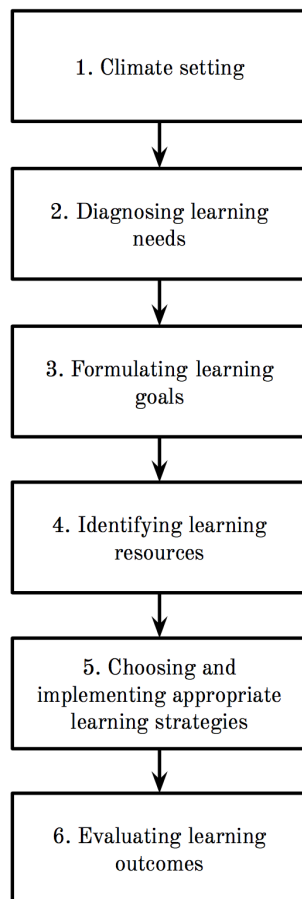 1. Climate setting
2. Diagnosing learning
needs
3. Formulating learning
goals
4. Identifying learning
resources
5. Choosing and
implementing appropriate
learning strategies
6. Evaluating learning
outcomes